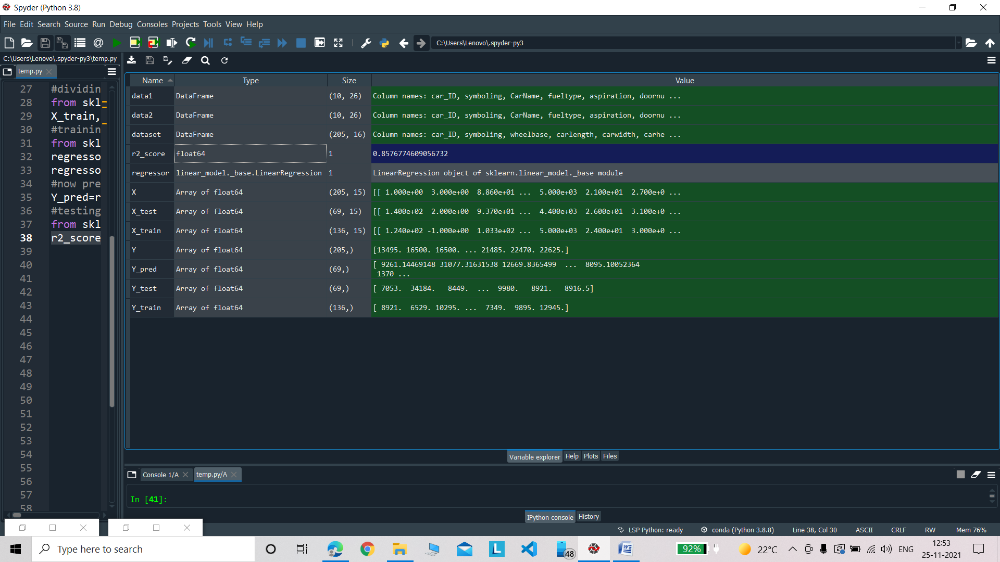 Spyder (Python 3.8)
File Edit Search Source Run Debug Consoles Projects Tools View Help
C:\Users\Lenovo\.spyder-py3
C:\Users\Lenovo\.spyder-py3\temp.py
temp.py
27 #dividin
28 from skl
29 X_train,
30 #trainin
31 from skl
32 regresso
33 regresso
34 #now pre
35 Y_pred=r
36 #testing
37 from skl
38 r2_score
39
40
41
42
43
44
45
46
47
48
49
50
51
52
53
54
55
56
57
58
Name Type Size Value
data1 DataFrame (10, 26) Column names: car_ID, symboling, CarName, fueltype, aspiration, doornu ...
data2 DataFrame (10, 26) Column names: car_ID, symboling, CarName, fueltype, aspiration, doornu ...
dataset DataFrame (205, 16) Column names: car_ID, symboling, wheelbase, carlength, carwidth, carhe ...
r2_score float64 1 0.8576774609056732
regressor linear_model._base.LinearRegression 1 LinearRegression object of sklearn.linear_model._base module
X Array of float64 (205, 15) [[ 1.000e+00 3.000e+00 8.860e+01 ... 5.000e+03 2.100e+01 2.700e+0 ...
X_test Array of float64 (69, 15) [[ 1.400e+02 2.000e+00 9.370e+01 ... 4.400e+03 2.600e+01 3.100e+0 ...
X_train Array of float64 (136, 15) [[ 1.240e+02 -1.000e+00 1.033e+02 ... 5.000e+03 2.400e+01 3.000e+0 ...
Y Array of float64 (205,) [13495. 16500. 16500. ... 21485. 22470. 22625.]
Y_pred Array of float64 (69,) [ 9261.14469148 31077.31631538 12669.8365499 ... 8095.10052364
1370 ...
Y_test Array of float64 (69,) [ 7053. 34184. 8449. ... 9980. 8921. 8916.5]
Y_train Array of float64 (136,) [ 8921. 6529. 10295. ... 7349. 9895. 12945.]
Variable explorer Help Plots Files
Console 1/A temp.py/A
In [41]:
IPython console History
LSP Python: ready conda (Python 3.8.8) Line 38, Col 30 ASCII CRLF RW Mem 76%
Type here to search
L
48
92%
22°C
ENG
12:53
25-11-2021